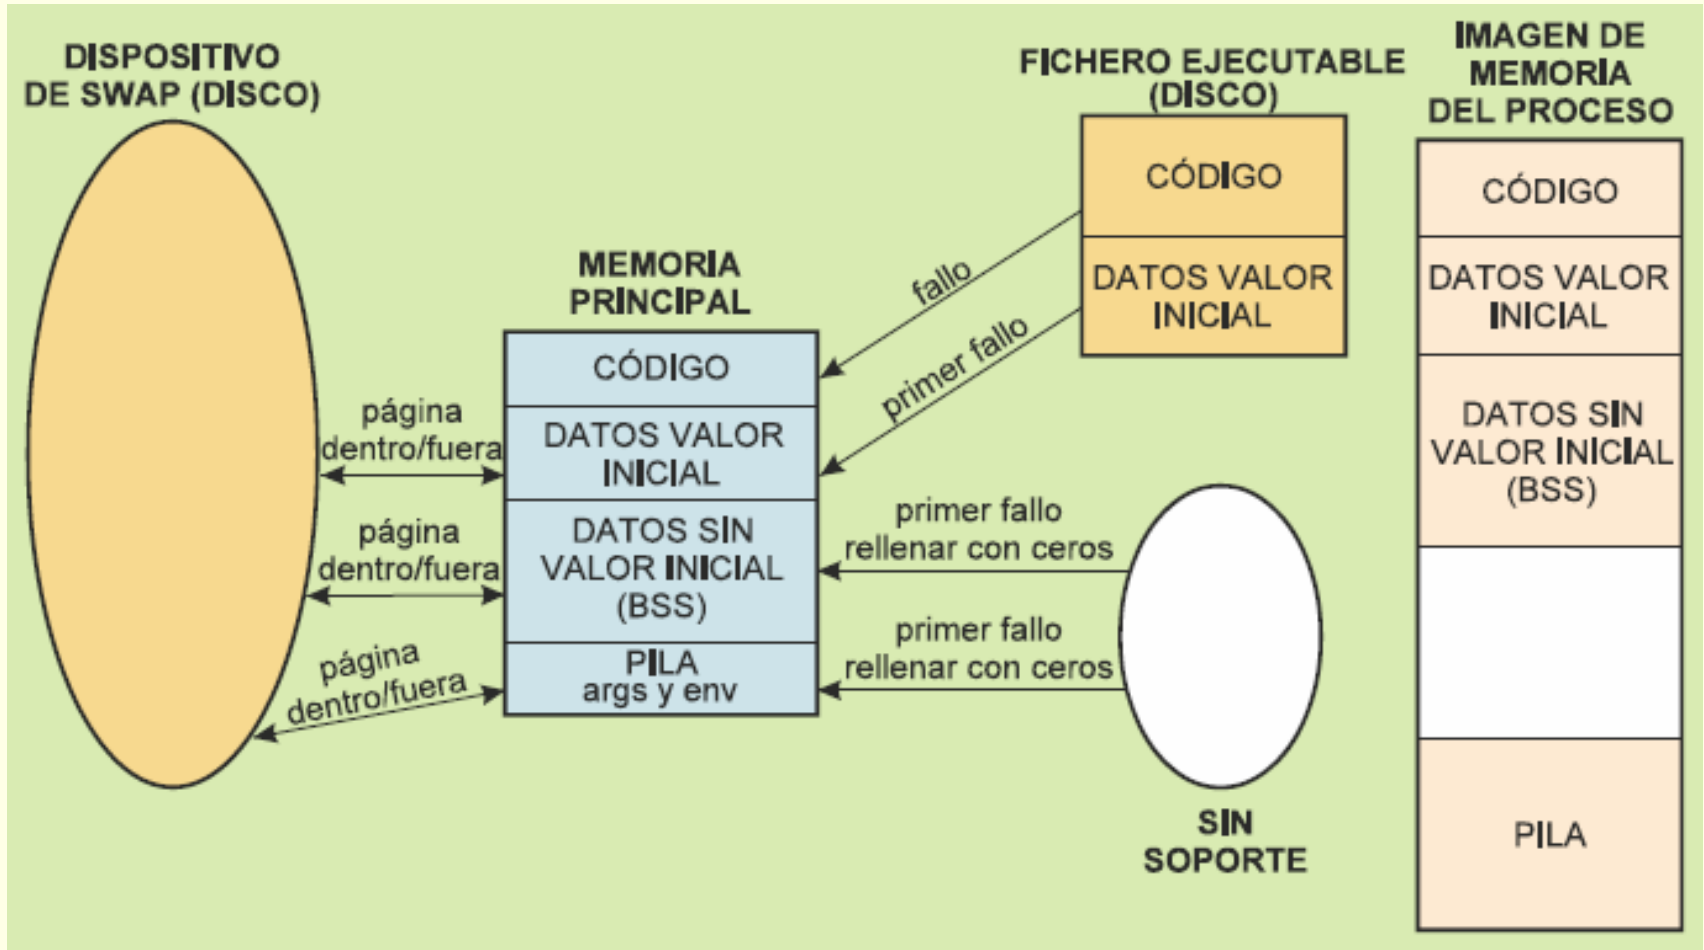 DISPOSITIVO
DE SWAP (DISCO)
página
dentro/fuera
página
dentro/fuera
página
dentro/fuera
MEMORIA
PRINCIPAL
CÓDIGO
DATOS VALOR
INICIAL
DATOS SIN
VALOR INICIAL
(BSS)
PILA
args y env
fallo
primer fallo
primer fallo
rellenar con ceros
primer fallo
rellenar con ceros
FICHERO EJECUTABLE
(DISCO)
CÓDIGO
DATOS VALOR
INICIAL
SIN
SOPORTE
IMAGEN DE
MEMORIA
DEL PROCESO
CÓDIGO
DATOS VALOR
INICIAL
DATOS SIN
VALOR INICIAL
(BSS)
PILA